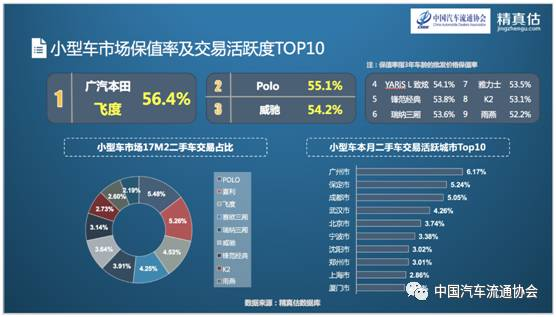 中国汽车流通协会
China Automobile Dealers Association
精真估
jingzhengu.com
小型车市场保值率及交易活跃度TOP10
注：保值率指3年车龄的批发价格保值率
1 广汽本田 飞度 56.4%
2 Polo 55.1%
3 威驰 54.2%
4 YARiS L 致炫 54.1% 7 雅力士 53.5%
5 锋范经典 53.8% 8 K2 53.1%
6 瑞纳三厢 53.6% 9 雨燕 52.2%
小型车市场17M2二手车交易占比
5.48%
5.26%
4.53%
4.25%
3.91%
3.64%
3.14%
2.73%
2.60%
2.19%
POLO
赛利
飞度
赛欧三厢
瑞纳三厢
威驰
锋范经典
K2
雨燕
小型车本月二手车交易活跃城市Top10
广州市 6.17%
保定市 5.24%
成都市 5.05%
武汉市 4.26%
北京市 3.74%
宁波市 3.38%
沈阳市 3.02%
郑州市 3.01%
上海市 2.86%
厦门市
数据来源：精真估数据库
中国汽车流通协会